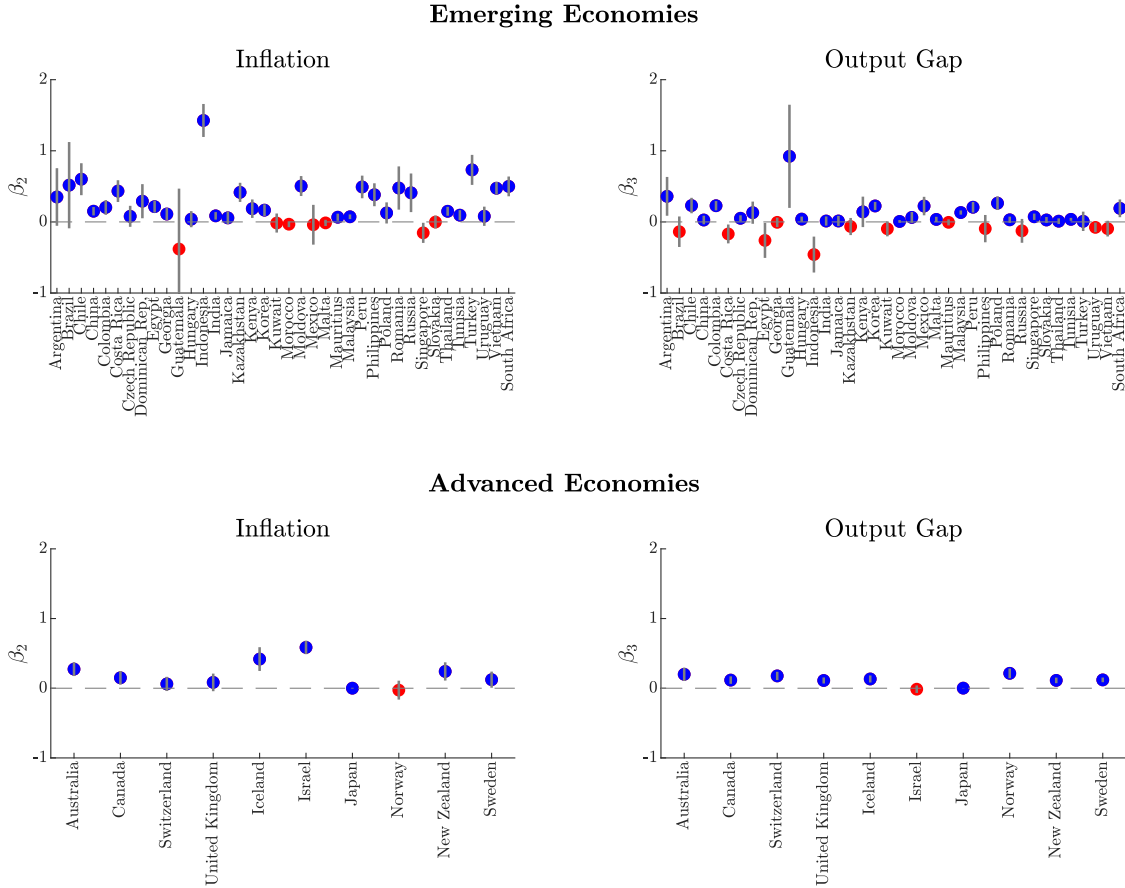 Emerging Economies
Inflation
β2
2
1
0
-1
Argentina
Brazil
Chile
China
Colombia
Costa Rica
Czech Republic
Dominican Rep.
Egypt
Georgia
Guatemala
Hungary
Indonesia
India
Jamaica
Kazakhstan
Kenya
Korea
Kuwait
Morocco
Moldova
Mexico
Malta
Mauritius
Malaysia
Peru
Philippines
Poland
Romania
Russia
Singapore
Slovakia
Thailand
Tunisia
Turkey
Uruguay
Vietnam
South Africa
Output Gap
β3
2
1
0
-1
Argentina
Brazil
Chile
China
Colombia
Costa Rica
Czech Republic
Dominican Rep.
Egypt
Georgia
Guatemala
Hungary
Indonesia
India
Jamaica
Kazakhstan
Kenya
Korea
Kuwait
Morocco
Moldova
Mexico
Malta
Mauritius
Malaysia
Peru
Philippines
Poland
Romania
Russia
Singapore
Slovakia
Thailand
Tunisia
Turkey
Uruguay
Vietnam
South Africa
Advanced Economies
Inflation
β2
2
1
0
-1
Australia
Canada
Switzerland
United Kingdom
Iceland
Israel
Japan
Norway
New Zealand
Sweden
Output Gap
β3
2
1
0
-1
Australia
Canada
Switzerland
United Kingdom
Iceland
Israel
Japan
Norway
New Zealand
Sweden